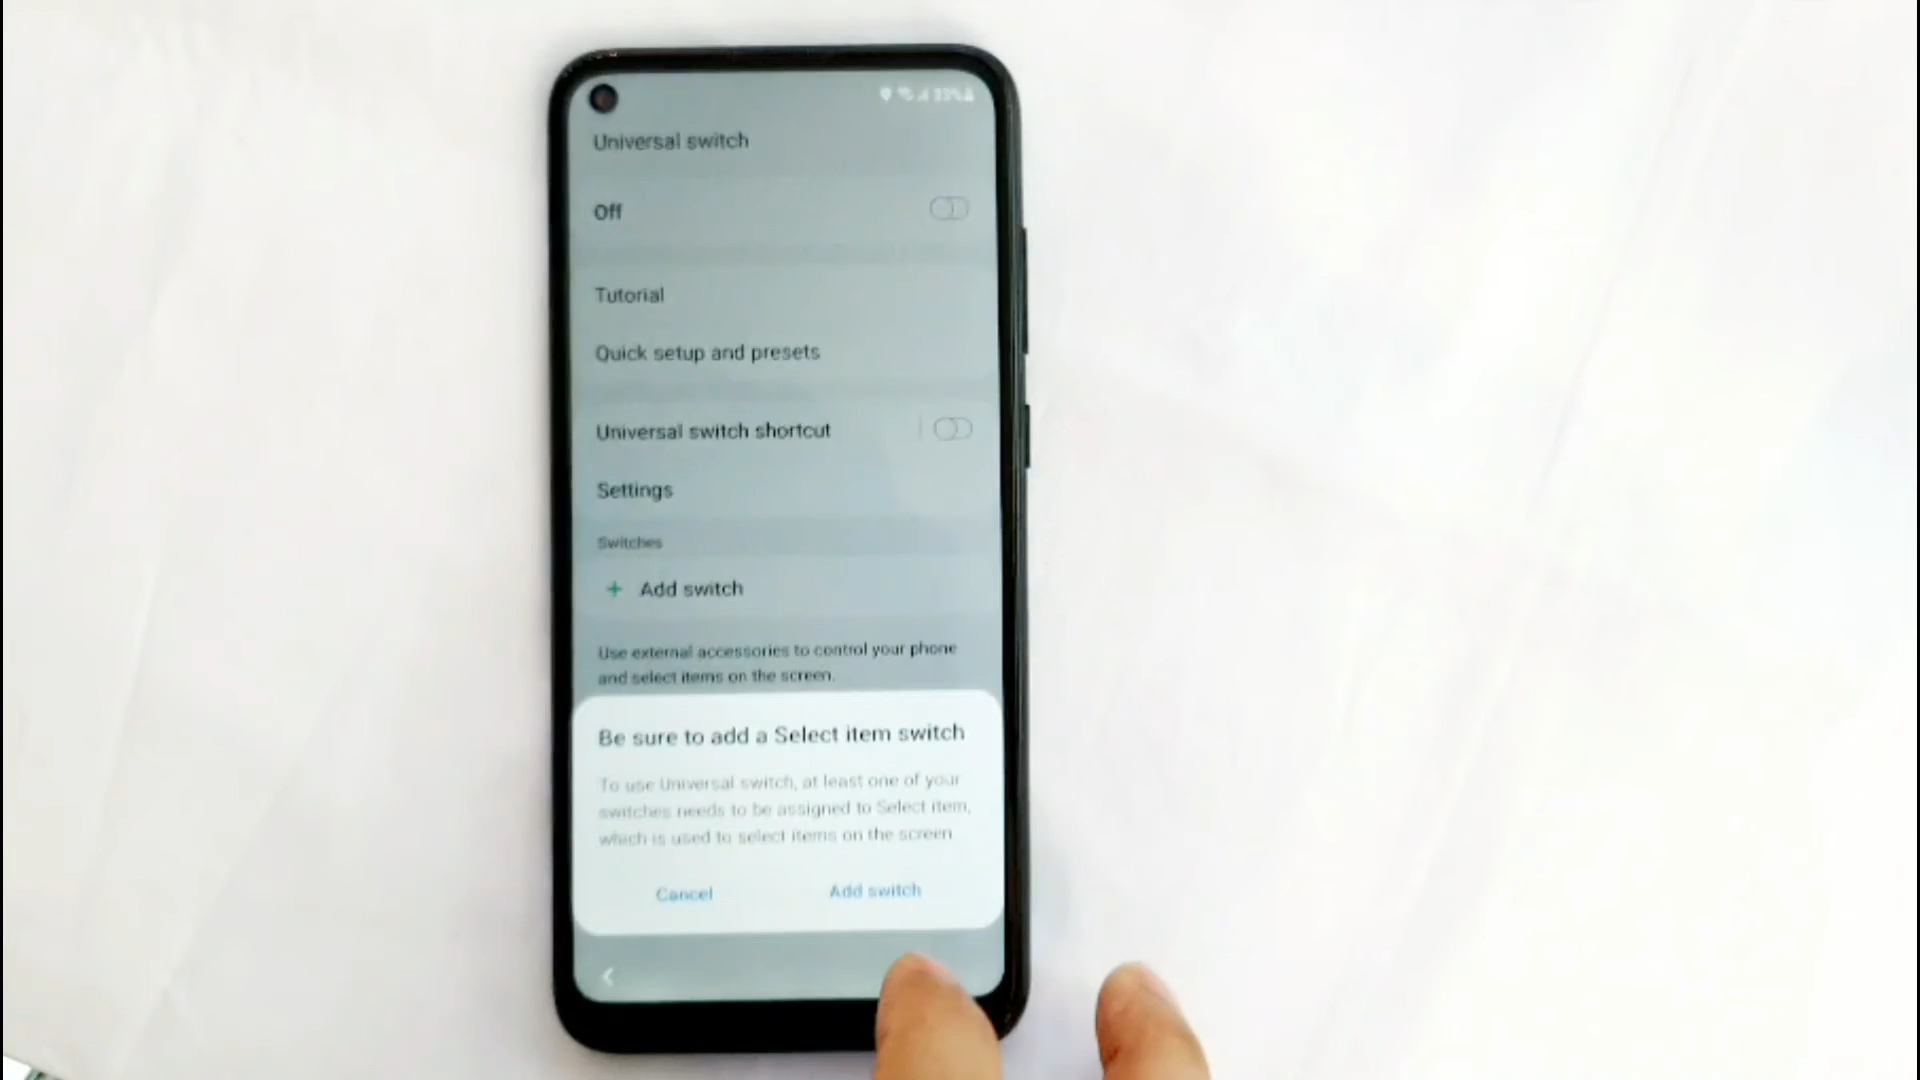 Universal switch
Off
Tutorial
Quick setup and presets
Universal switch shortcut
Settings
Switches
+ Add switch
Use external accessories to control your phone
and select items on the screen.
Be sure to add a Select item switch
To use Universal switch, at least one of your
switches needs to be assigned to Select item,
which is used to select items on the screen.
Cancel
Add switch